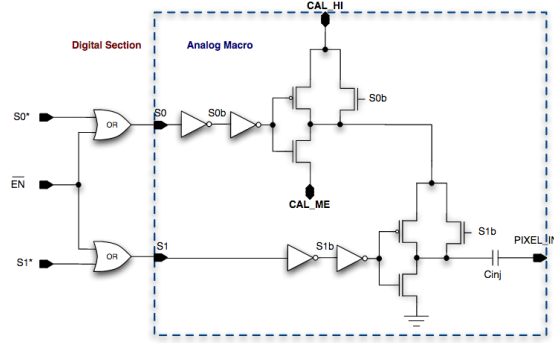 CAL_HI
Digital Section
Analog Macro
S0*
OR
S0
S0b
S0b
EN
CAL_ME
S1*
OR
S1
S1b
S1b
PIXEL_IN
Cinj